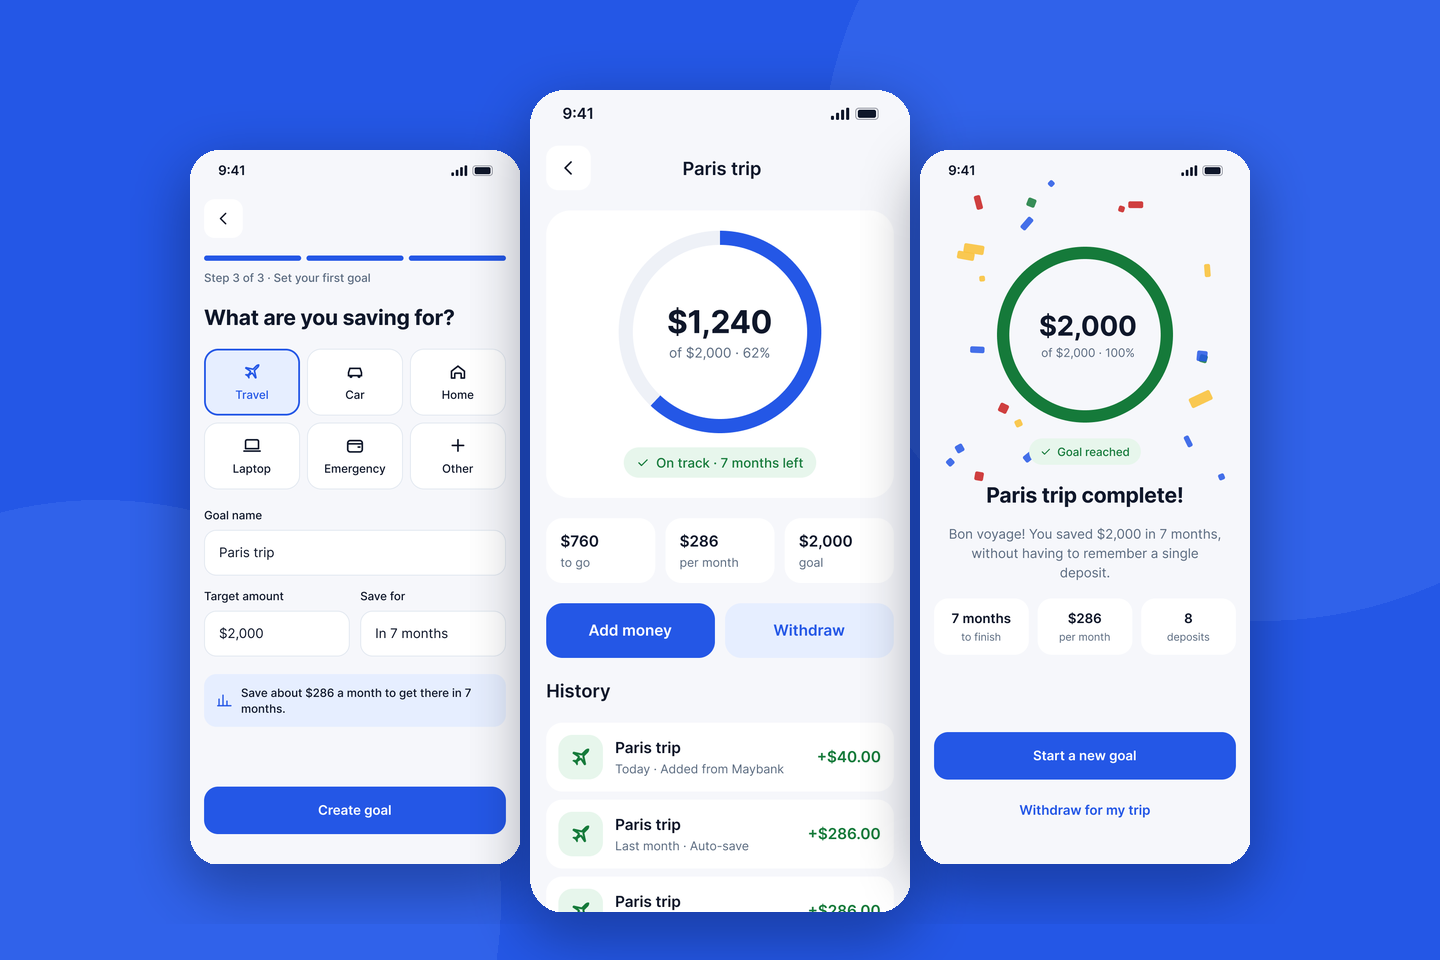 9:41
Step 3 of 3 · Set your first goal
What are you saving for?
Travel
Car
Home
Laptop
Emergency
Other
Goal name
Paris trip
Target amount
Save for
$2,000
In 7 months
Save about $286 a month to get there in 7
months.
Create goal
9:41
Paris trip
$1,240
of $2,000 · 62%
On track · 7 months left
$760
to go
$286
per month
$2,000
goal
Add money
Withdraw
History
Paris trip
Today · Added from Maybank
+$40.00
Paris trip
Last month · Auto-save
+$286.00
Paris trip
+$286.00
9:41
$2,000
of $2,000 · 100%
Goal reached
Paris trip complete!
Bon voyage! You saved $2,000 in 7 months,
without having to remember a single
deposit.
7 months
to finish
$286
per month
8
deposits
Start a new goal
Withdraw for my trip